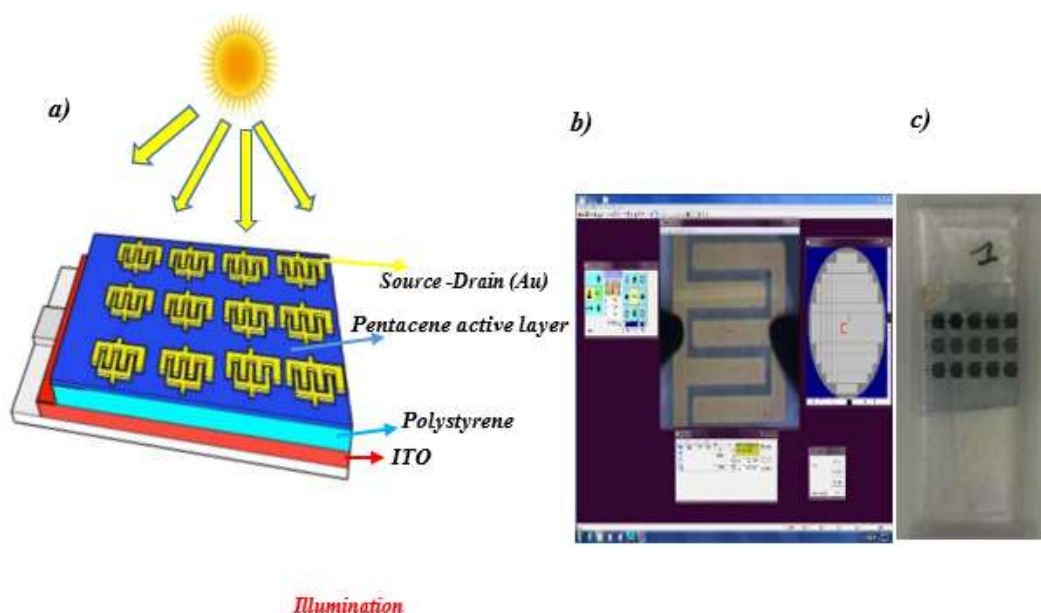 a)
b)
c)
1
Source -Drain (Au)
Pentacene active layer
Polystyrene
ITO
Illumination